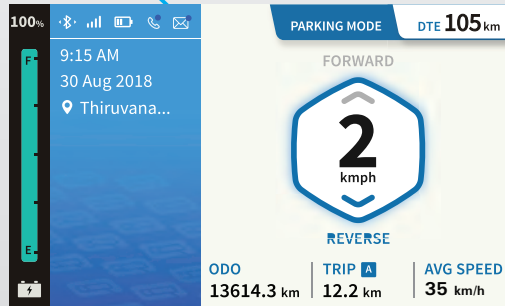 100%
F
E
9:15 AM
30 Aug 2018
Thiruvana...
PARKING MODE
DTE 105 km
FORWARD
2
kmph
REVERSE
ODO
13614.3 km
TRIP A
12.2 km
AVG SPEED
35 km/h